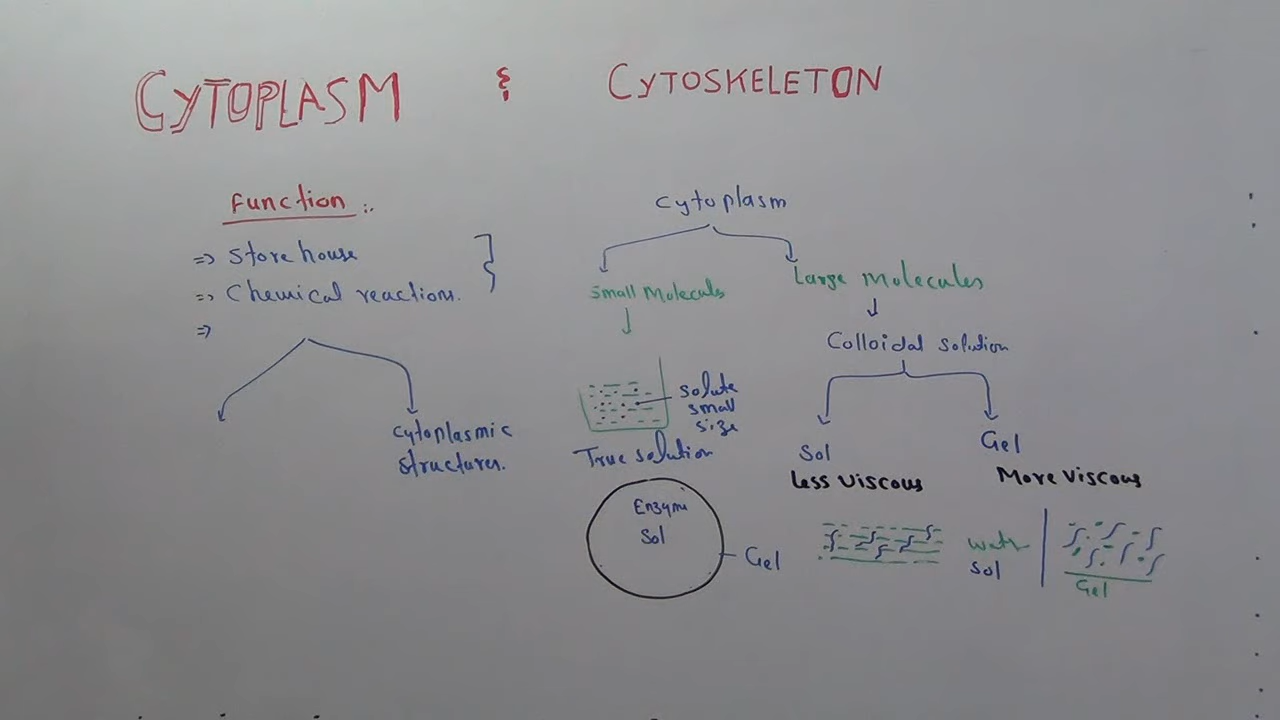 CYTOPLASM & CYTOSKELETON
Function :.
=> Store house
=> Chemical reactions.
=>
Cytoplasmic
structures.
Cytoplasm
Small Molecules
Large Molecules
Colloidal Solution
Solute
small
size
True solution
Sol
Less Viscous
Gel
More Viscous
Enzyme
Sol
Gel
Water
Sol
Gel